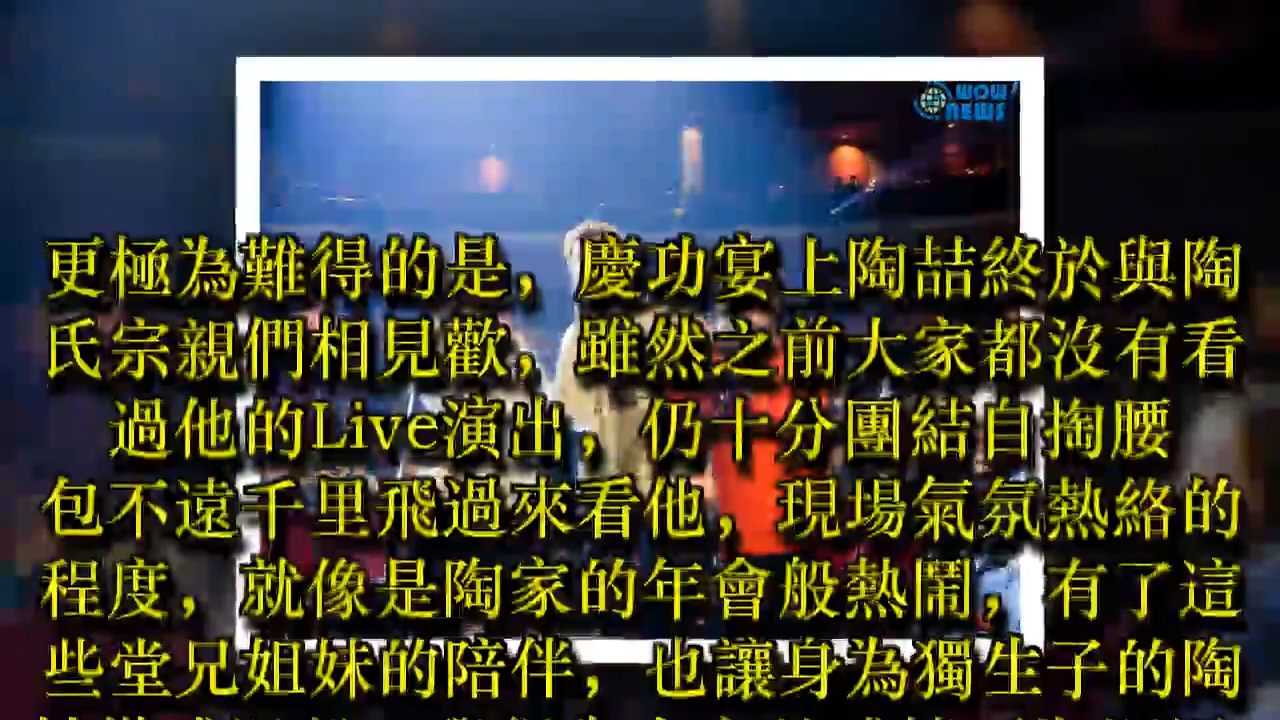 WOW
NEWS
更極為難得的是，慶功宴上陶喆終於與陶
氏宗親們相見歡，雖然之前大家都沒有看
過他的Live演出，仍十分團結自掏腰
包不遠千里飛過來看他，現場氣氛熱絡的
程度，就像是陶家的年會般熱鬧，有了這
些堂兄姐妹的陪伴，也讓身為獨生子的陶